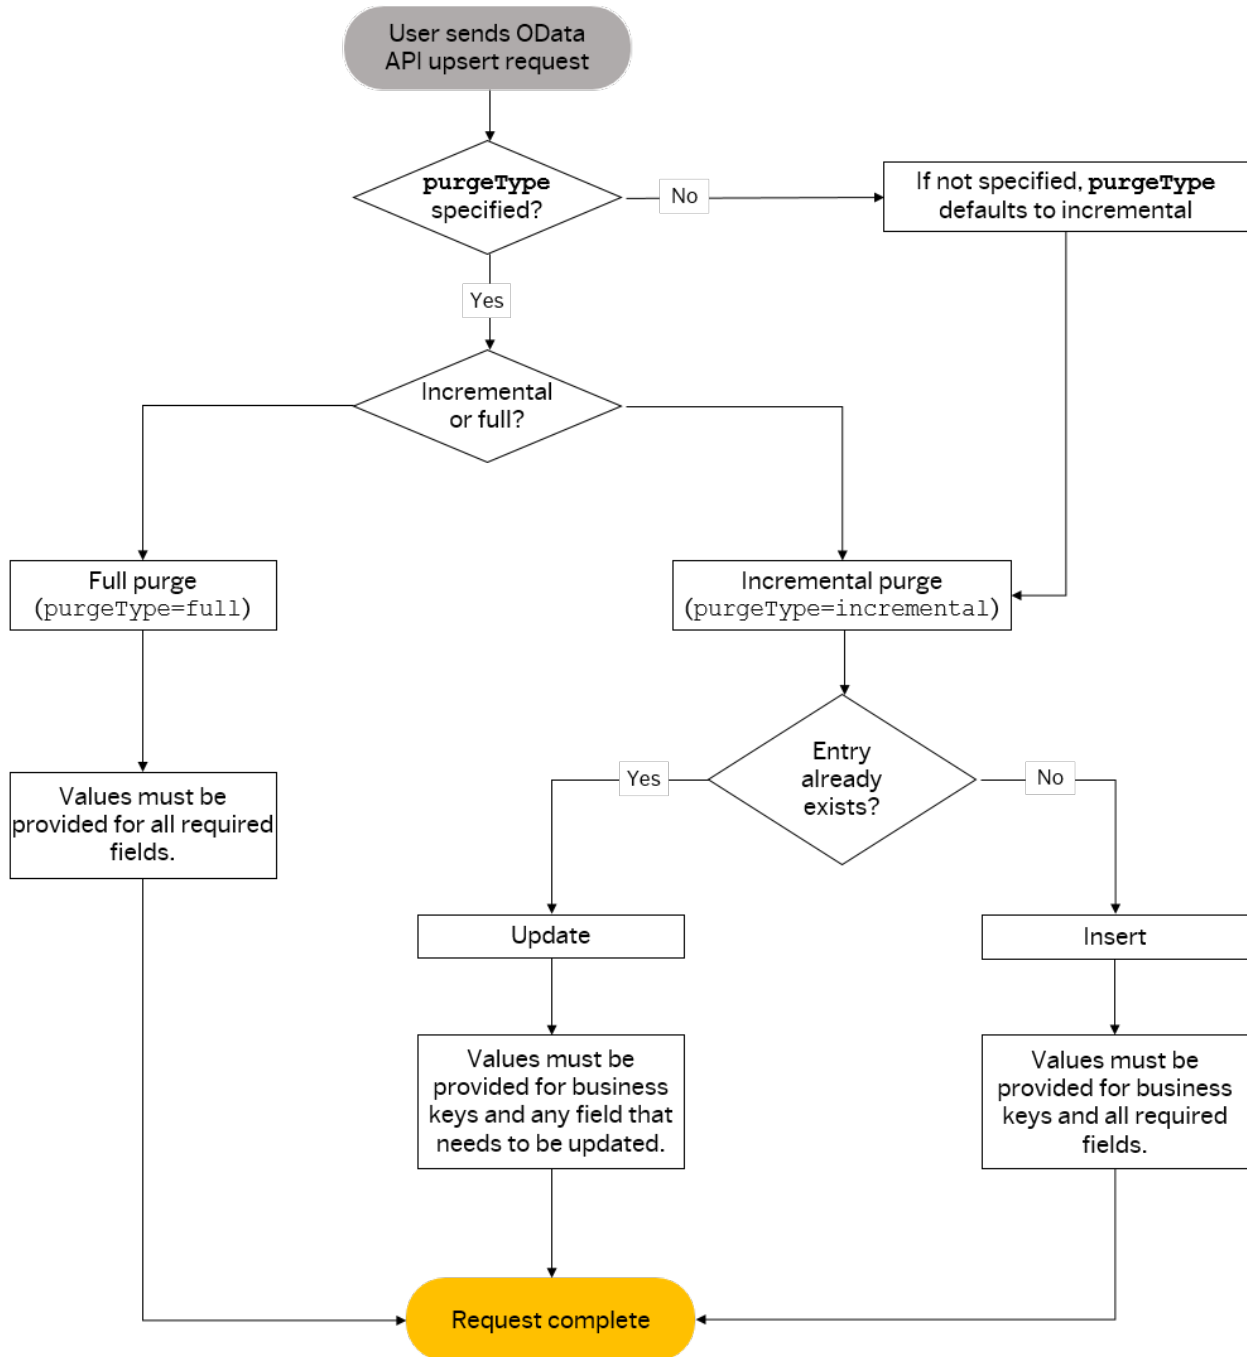 User sends OData
API upsert request
purgeType
specified?
No
If not specified, purgeType
defaults to incremental
Yes
Incremental
or full?
Full purge
(purgeType=full)
Incremental purge
(purgeType=incremental)
Values must be
provided for all required
fields.
Yes
Entry
already
exists?
No
Update
Insert
Values must be
provided for business
keys and any field that
needs to be updated.
Values must be
provided for business
keys and all required
fields.
Request complete